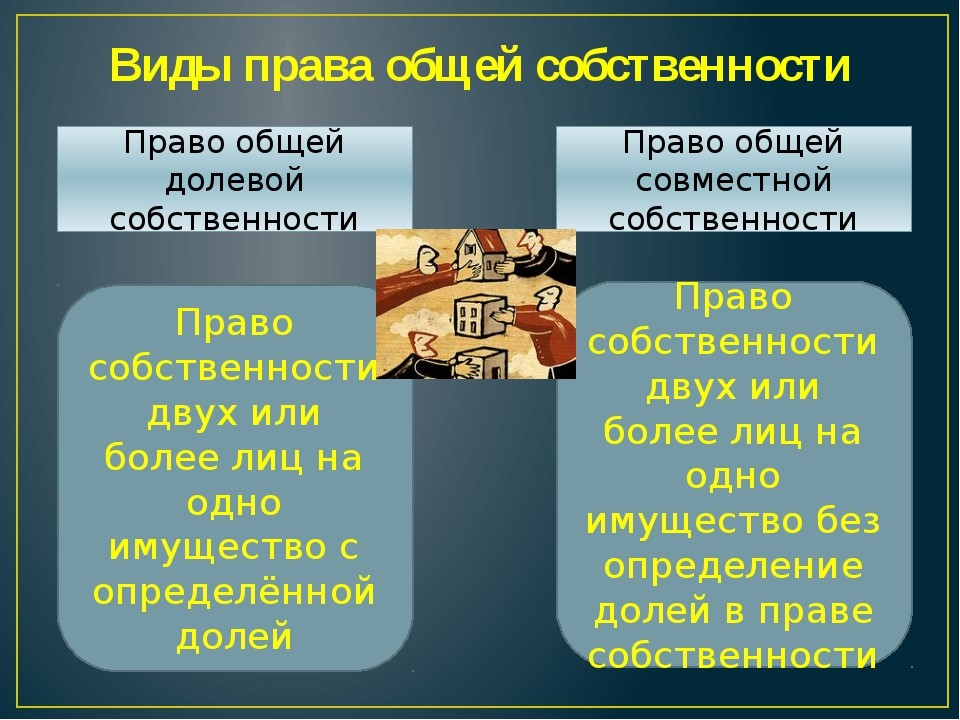 Виды права общей собственности
Право общей
долевой
собственности
Право общей
совместной
собственности
Право
собственности
двух или
более лиц на
одно
имущество с
определённой
долей
Право
собственности
двух или
более лиц на
одно
имущество без
определение
долей в праве
собственности